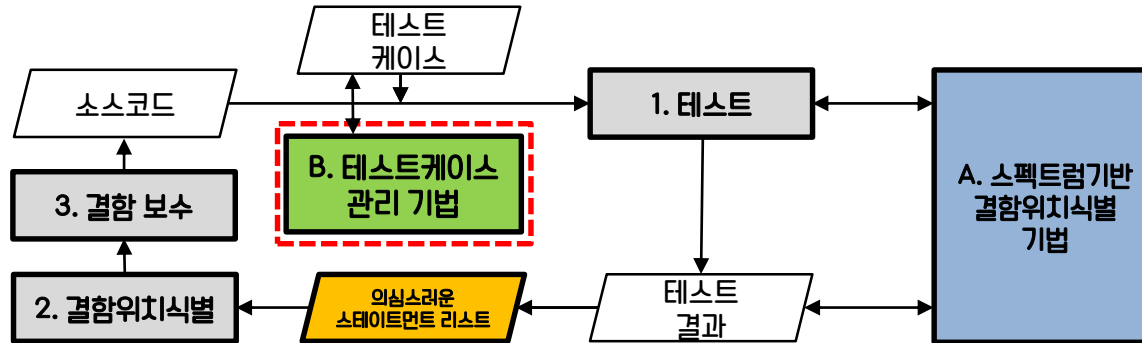 테스트
케이스
소스코드
1. 테스트
B. 테스트케이스
관리 기법
A. 스펙트럼기반
결함위치식별
기법
3. 결함 보수
2. 결함위치식별
의심스러운
스테이트먼트 리스트
테스트
결과